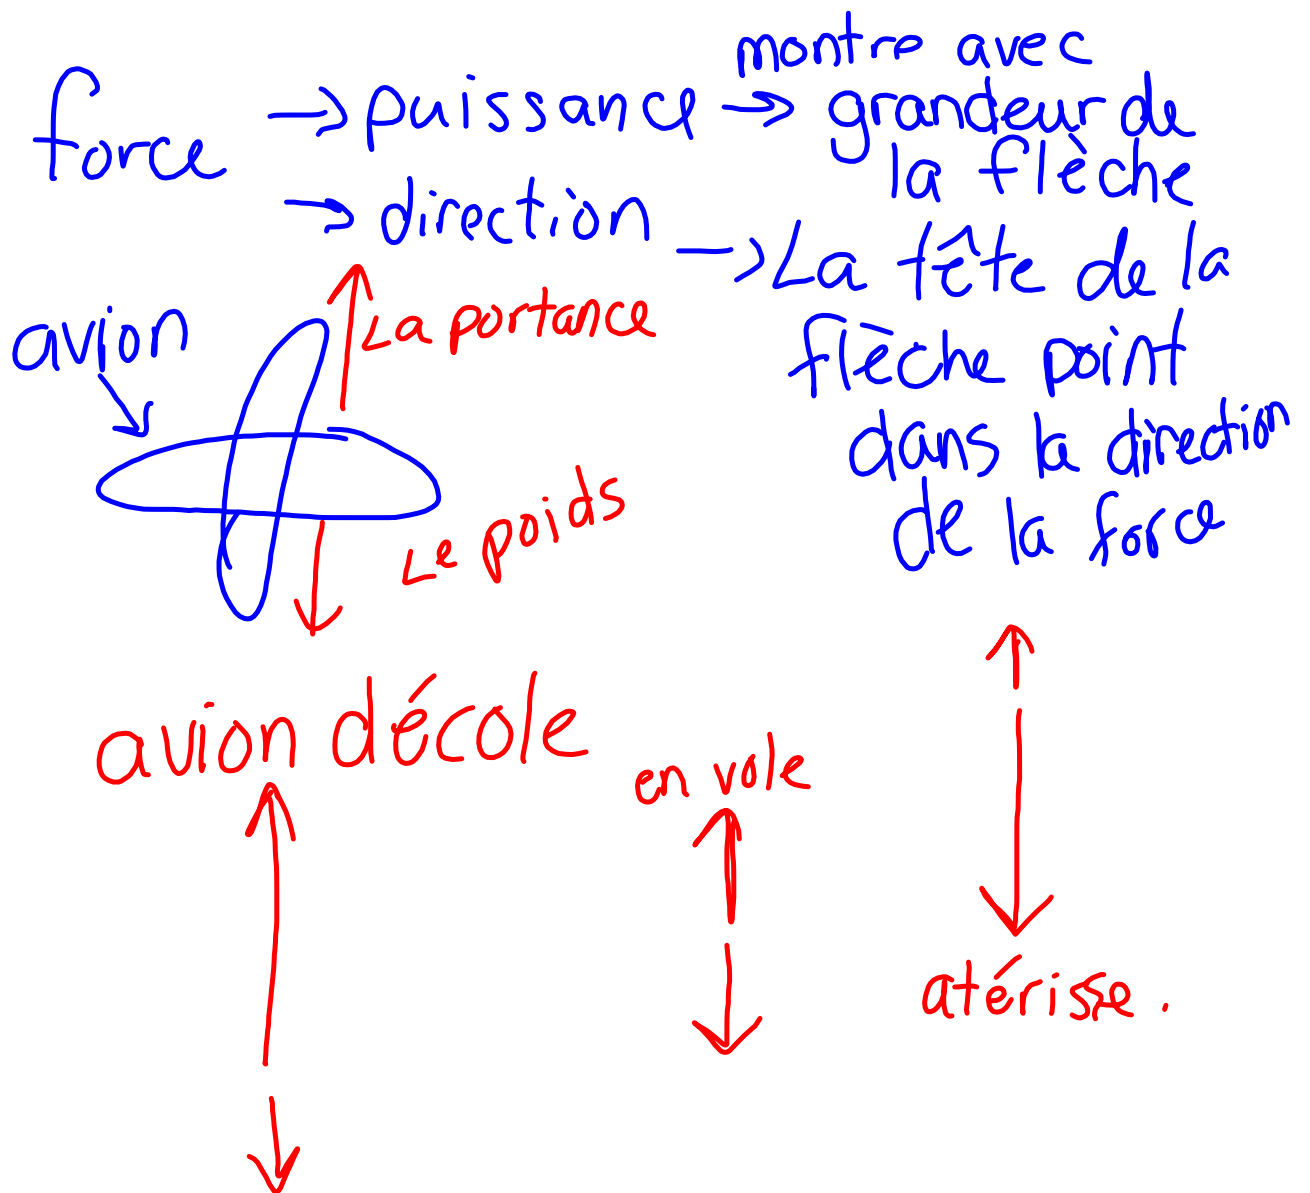 force
→ puissance → montre avec
grandeur de
la flèche
→ direction → La tête de la
flèche point
dans la direction
de la force
avion
La portance
Le poids
avion décole
en vole
atérisse.